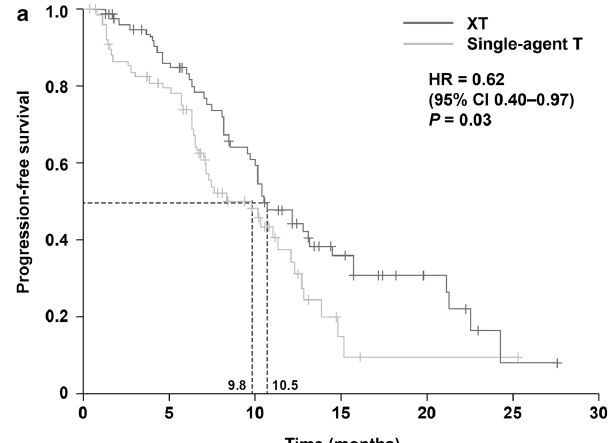 a
1.0
0.8
0.6
0.4
0.2
0
Progression-free survival
XT
Single-agent T
HR = 0.62
(95% CI 0.40–0.97)
P = 0.03
9.8
10.5
0 5 10 15 20 25 30
Time (months)